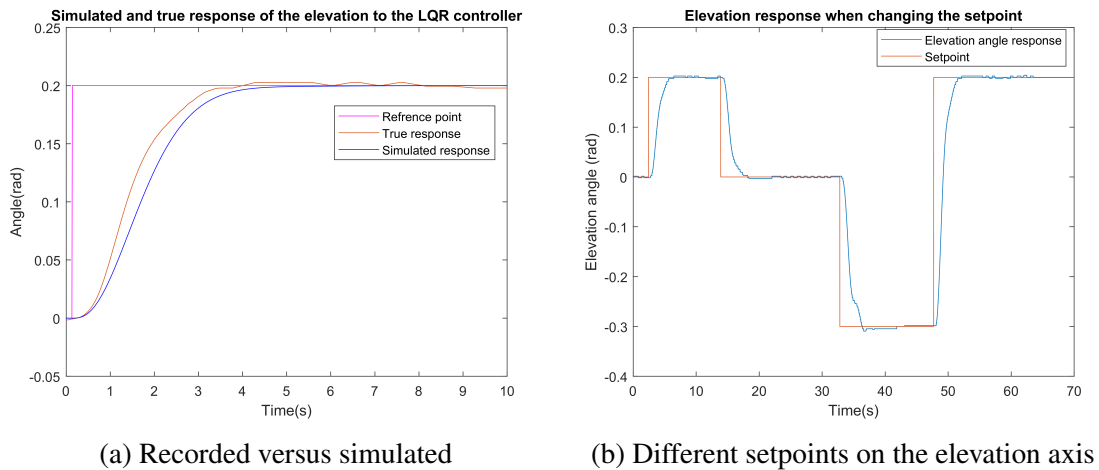 Simulated and true response of the elevation to the LQR controller
0.25
0.2
0.15
0.1
0.05
0
-0.05
Angle(rad)
Refrence point
True response
Simulated response
0 1 2 3 4 5 6 7 8 9 10
Time(s)
(a) Recorded versus simulated
Elevation response when changing the setpoint
0.3
0.2
0.1
0
-0.1
-0.2
-0.3
-0.4
Elevation angle (rad)
Elevation angle response
Setpoint
0 10 20 30 40 50 60 70
Time(s)
(b) Different setpoints on the elevation axis